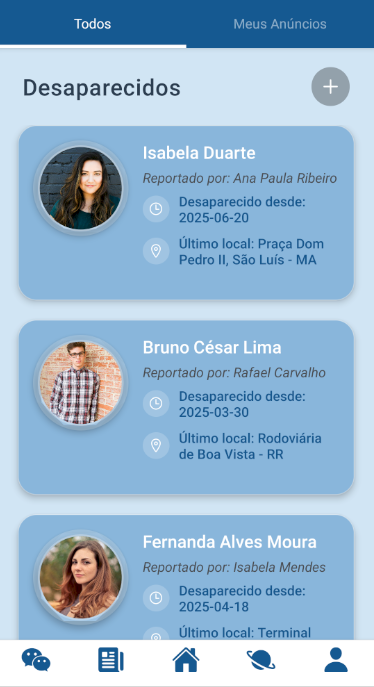 Todos
Meus Anúncios
Desaparecidos
Isabela Duarte
Reportado por: Ana Paula Ribeiro
Desaparecido desde:
2025-06-20
Último local: Praça Dom
Pedro II, São Luís - MA
Bruno César Lima
Reportado por: Rafael Carvalho
Desaparecido desde:
2025-03-30
Último local: Rodoviária
de Boa Vista - RR
Fernanda Alves Moura
Reportado por: Isabela Mendes
Desaparecido desde:
2025-04-18
Último local: Terminal